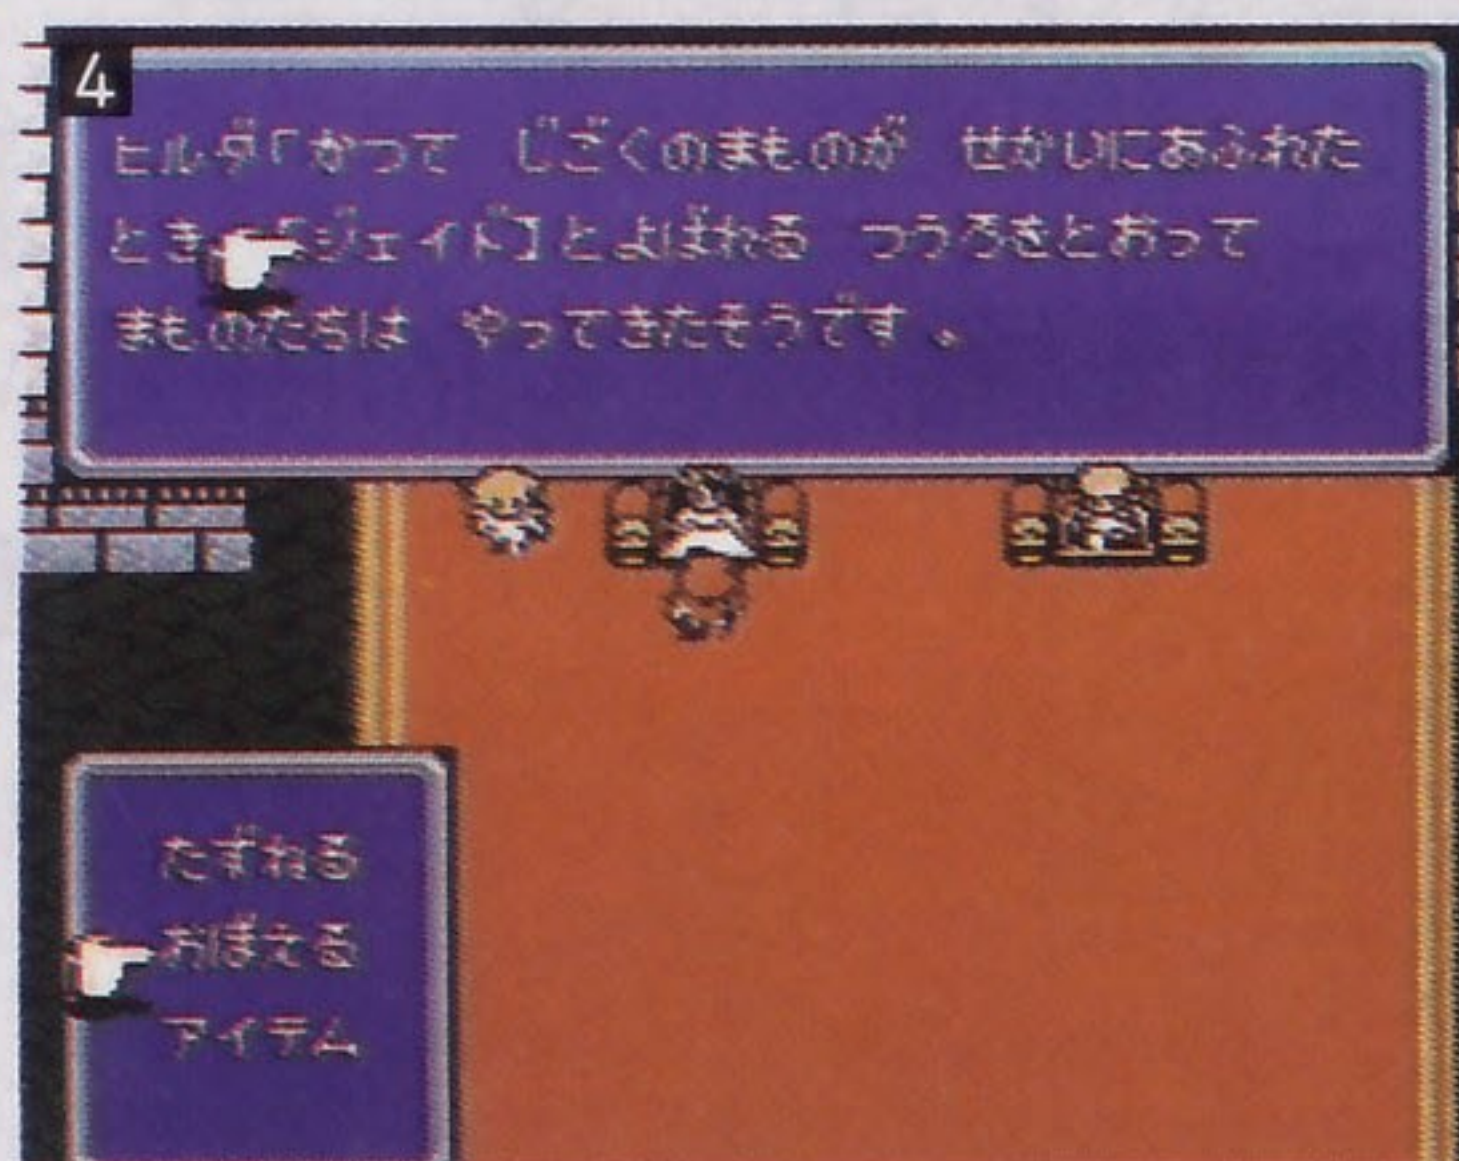 4
ヒルダ「かつて　じごくのまものが　せかいにあふれた
とき、[ジェイド]とよばれる　つうろをとおって
まものたちは　やってきたそうです。
たずねる
おぼえる
アイテム